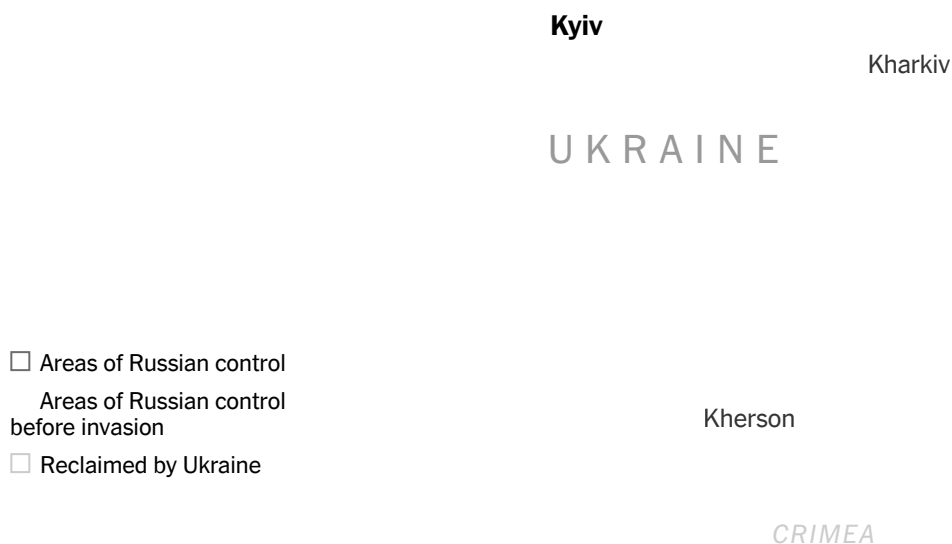 Kyiv
Kharkiv
UKRAINE
Areas of Russian control
Areas of Russian control
before invasion
Reclaimed by Ukraine
Kherson
CRIMEA